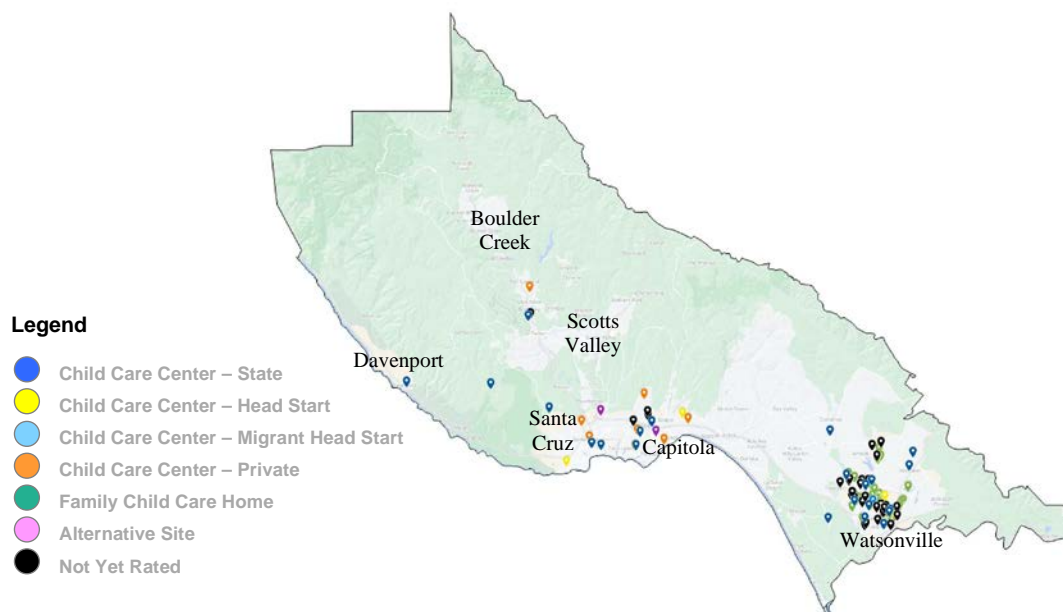 Boulder
Creek
Scotts
Valley
Davenport
Santa
Cruz
Capitola
Watsonville
Legend
Child Care Center – State
Child Care Center – Head Start
Child Care Center – Migrant Head Start
Child Care Center – Private
Family Child Care Home
Alternative Site
Not Yet Rated